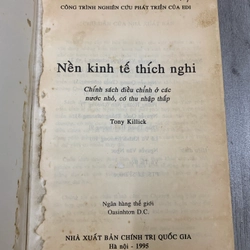 CÔNG TRÌNH NGHIÊN CỨU PHÁT TRIỂN CỦA EDI
Nền kinh tế thích nghi
Chính sách điều chỉnh ở các
nước nhỏ, có thu nhập thấp
Tony Killick
Ngân hàng thế giới
Oasinhơn D.C.
NHÀ XUẤT BẢN CHÍNH TRỊ QUỐC GIA
Hà nội - 1995